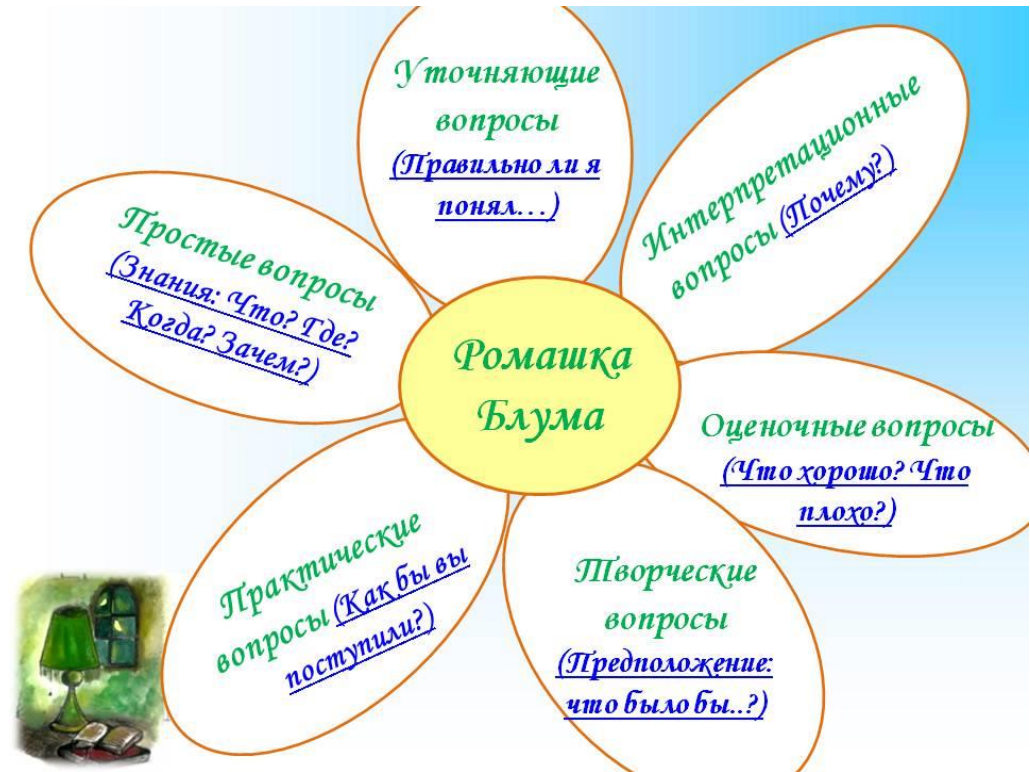 Уточняющие
вопросы
(Правильно ли я
понял…)
Интерпретационные
вопросы (Почему?)
Простые вопросы
(Знания: Что? Где?
Когда? Зачем?)
Ромашка
Блума
Оценочные вопросы
(Что хорошо? Что
плохо?)
Практические
вопросы (Как бы вы
поступили?)
Творческие
вопросы
(Предположение:
что было бы..?)